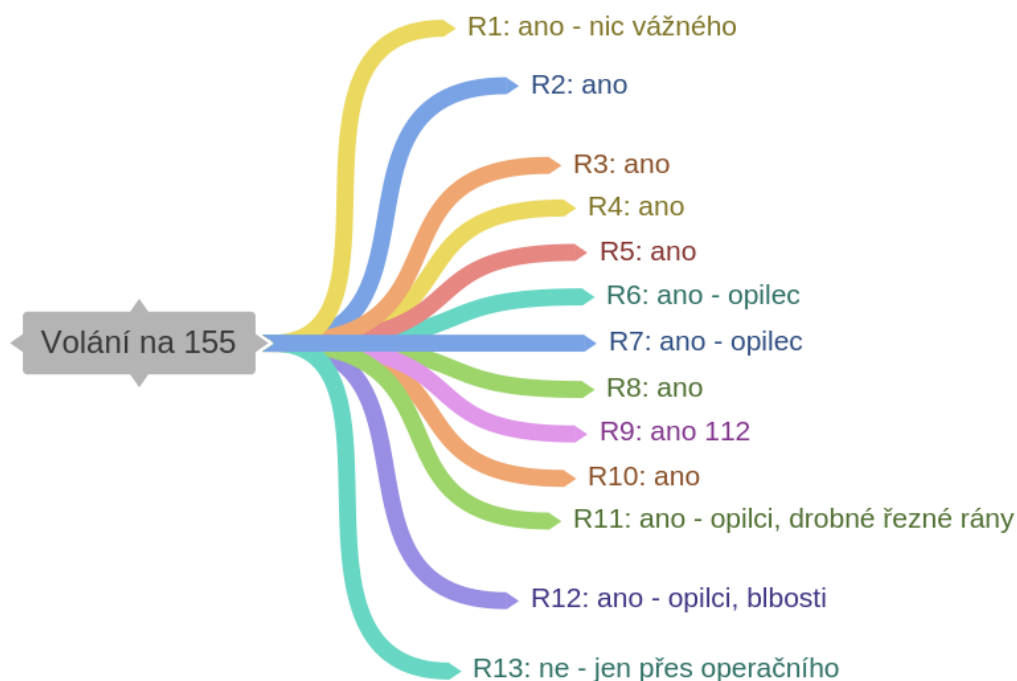 R1: ano - nic vážného
R2: ano
R3: ano
R4: ano
R5: ano
R6: ano - opilec
Volání na 155
R7: ano - opilec
R8: ano
R9: ano 112
R10: ano
R11: ano - opilci, drobné řezné rány
R12: ano - opilci, blbosti
R13: ne - jen přes operačního